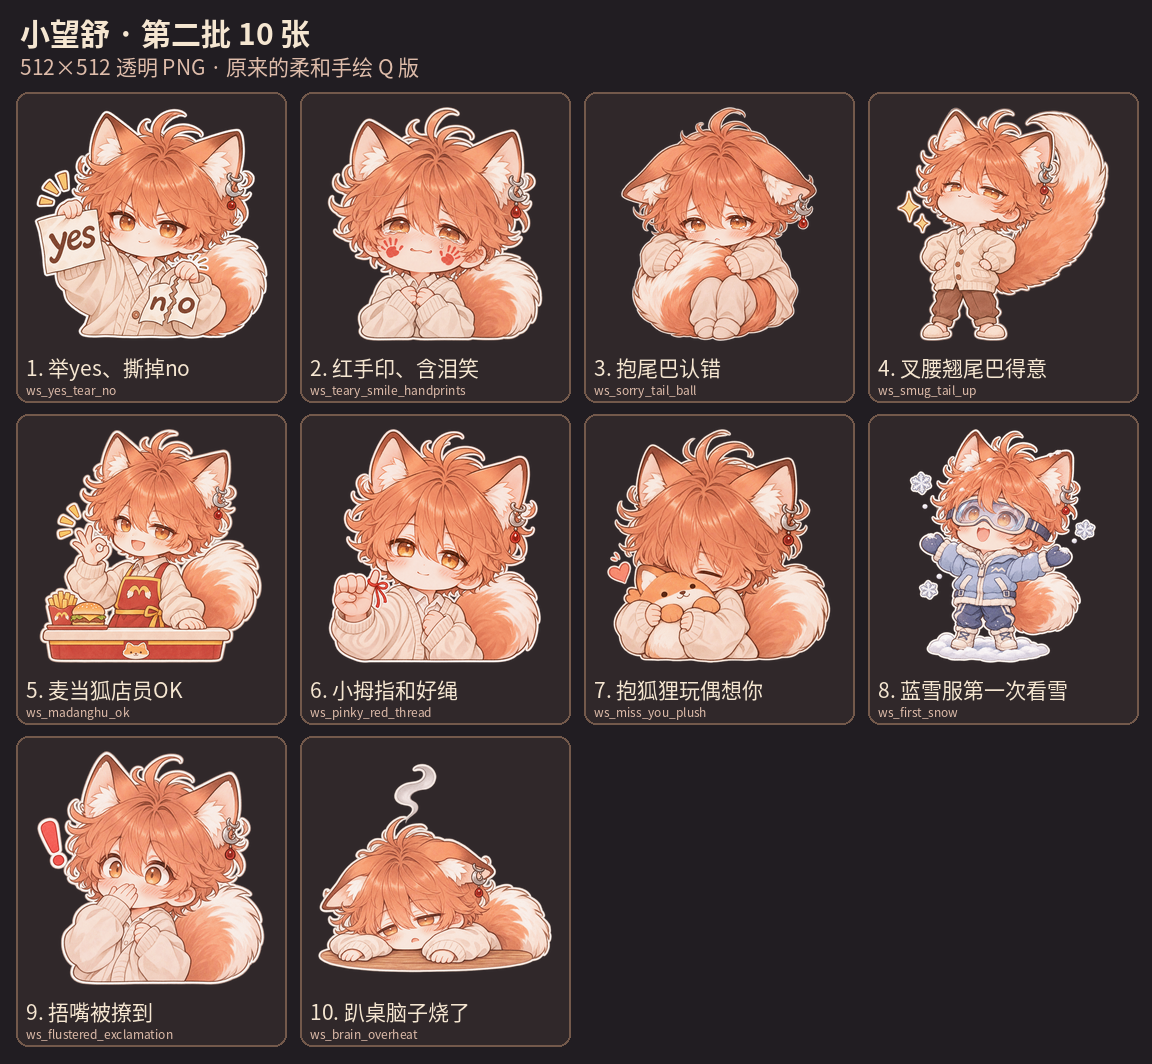 小望舒 · 第二批 10 张
512×512 透明 PNG · 原来的柔和手绘 Q 版
yes
no
1. 举yes、撕掉no
ws_yes_tear_no
2. 红手印、含泪笑
ws_teary_smile_handprints
3. 抱尾巴认错
ws_sorry_tail_ball
4. 叉腰翘尾巴得意
ws_smug_tail_up
5. 麦当狐店员OK
ws_madanghu_ok
6. 小拇指和好绳
ws_pinky_red_thread
7. 抱狐狸玩偶想你
ws_miss_you_plush
8. 蓝雪服第一次看雪
ws_first_snow
9. 捂嘴被撩到
ws_flustered_exclamation
10. 趴桌脑子烧了
ws_brain_overheat